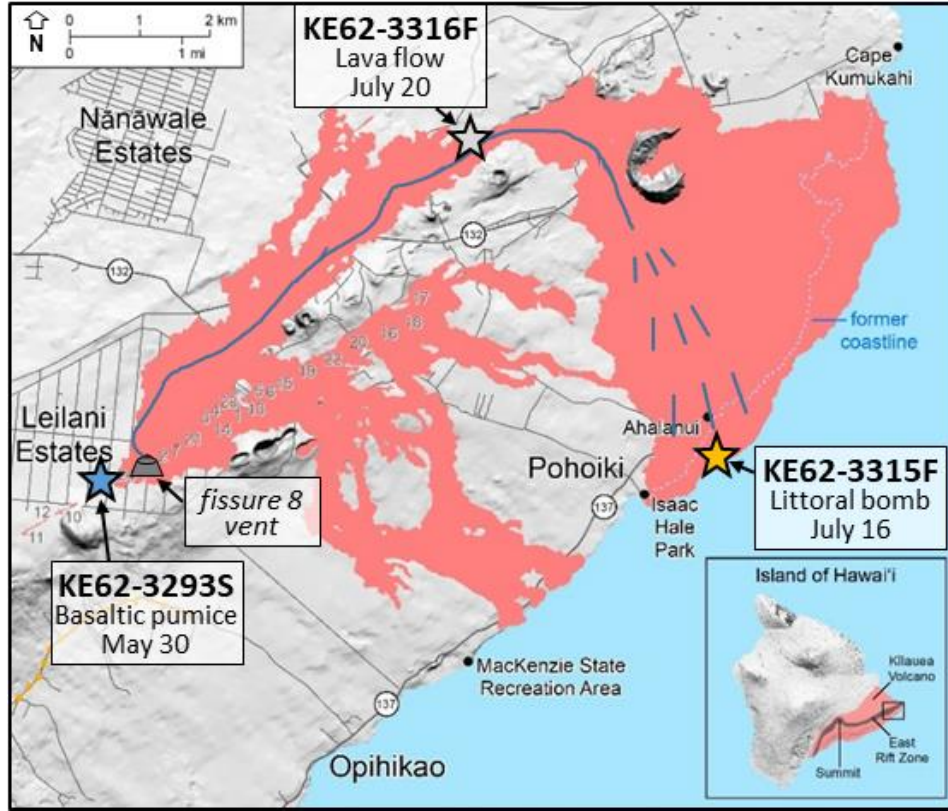 0 1 2 km
0 1 mi
N
KE62-3316F
Lava flow
July 20
Cape
Kumukahi
Nānāwale
Estates
132
132
17
18
16
20
22
19
15
former
coastline
Leilani
Estates
Ahalanui
Pohoiki
KE62-3315F
Littoral bomb
July 16
fissure 8
vent
137
Isaac
Hale
Park
10
11
14
21
KE62-3293S
Basaltic pumice
May 30
MacKenzie State
Recreation Area
137
Opihikao
Island of Hawaiʻi
Kīlauea
Volcano
East
Rift Zone
Summit